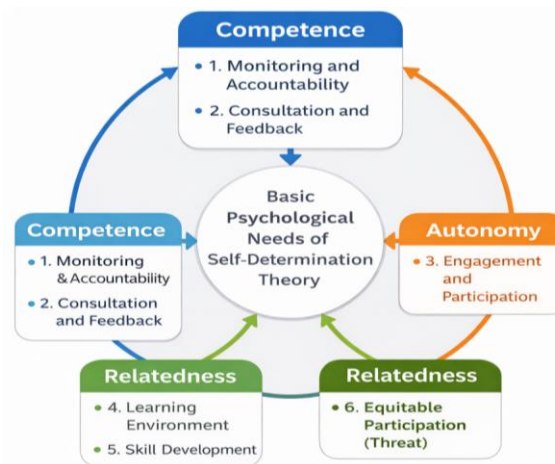 Competence
• 1. Monitoring and
Accountability
• 2. Consultation and
Feedback
Basic
Psychological
Needs of
Self-Determination
Theory
Competence
• 1. Monitoring
& Accountability
• 2. Consultation
and Feedback
Autonomy
• 3. Engagement
and
Participation
Relatedness
• 4. Learning
Environment
• 5. Skill Development
Relatedness
• 6. Equitable
Participation
(Threat)